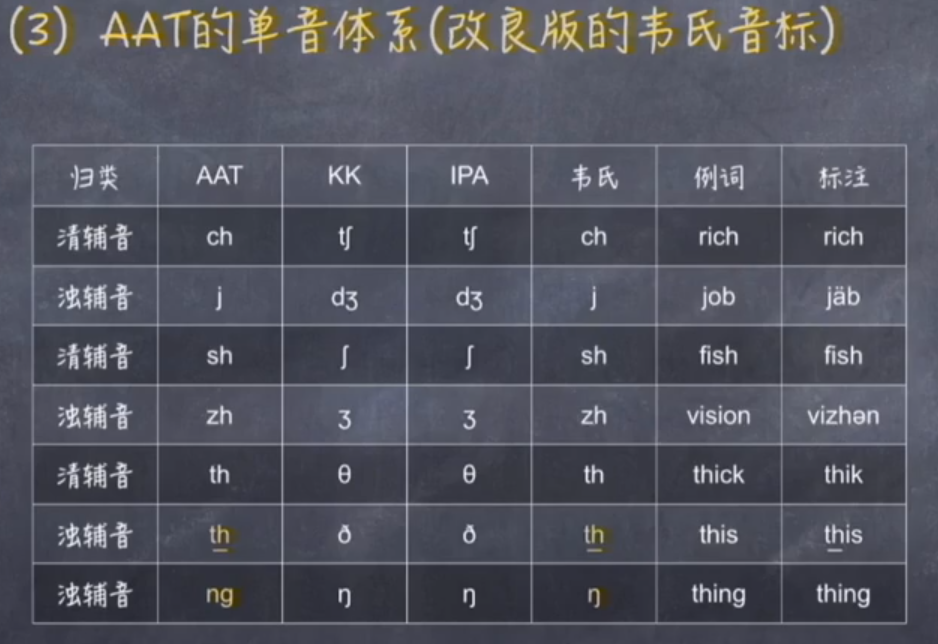 (3) AAT的单音体系(改良版的韦氏音标)
归类 AAT KK IPA 韦氏 例词 标注
清辅音 ch tʃ tʃ ch rich rich
浊辅音 j dʒ dʒ j job jäb
清辅音 sh ʃ ʃ sh fish fish
浊辅音 zh ʒ ʒ zh vision vizhən
清辅音 th θ θ th thick thik
浊辅音 th ð ð th this this
浊辅音 ng ŋ ŋ ŋ thing thing